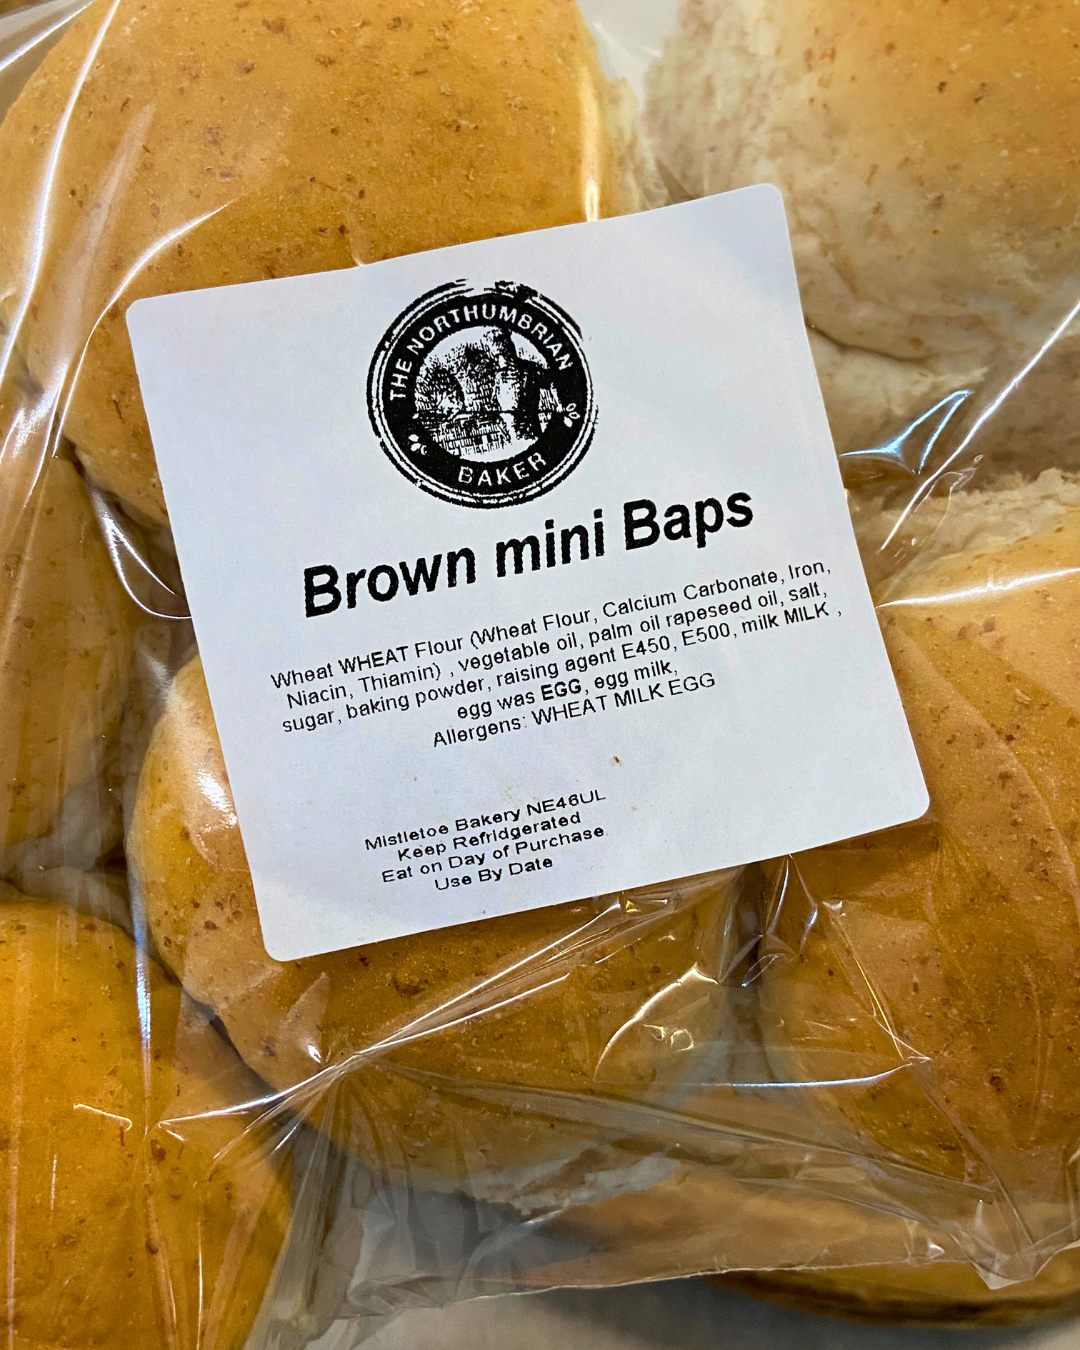 THE NORTHUMBRIAN
BAKER
Brown mini Baps
Wheat WHEAT Flour (Wheat Flour, Calcium Carbonate, Iron,
Niacin, Thiamin) , vegetable oil, palm oil rapeseed oil, salt,
sugar, baking powder, raising agent E450, E500, milk MILK ,
egg was EGG, egg milk,
Allergens: WHEAT MILK EGG
Mistletoe Bakery NE46UL
Keep Refridgerated
Eat on Day of Purchase
Use By Date